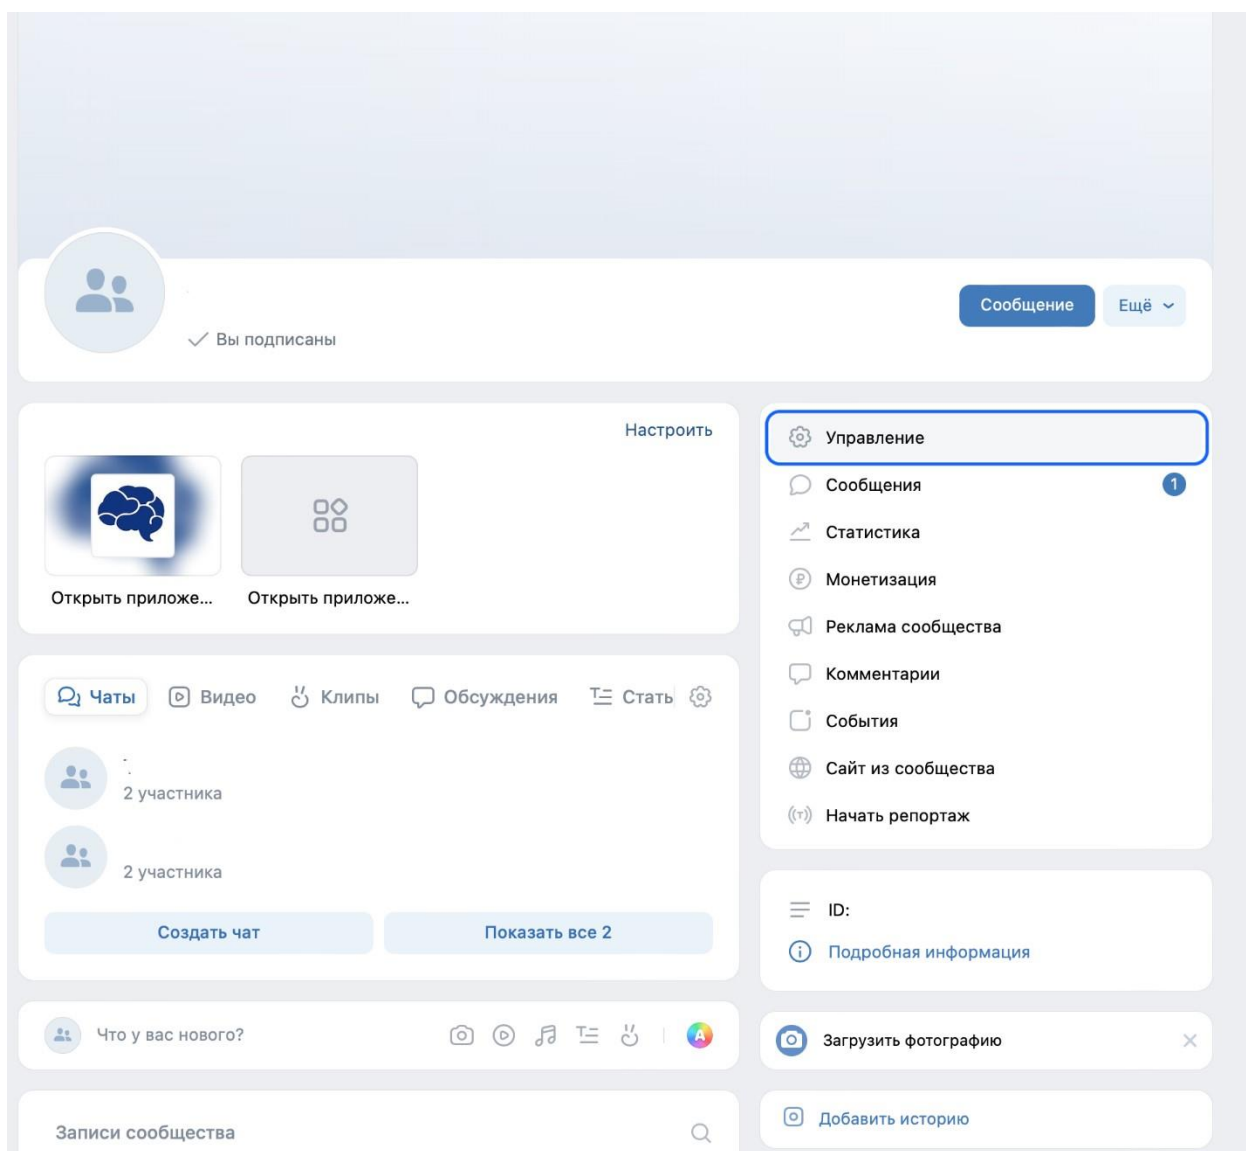 Сообщение
Ещё
Вы подписаны
Настроить
Открыть приложе...
Открыть приложе...
Чаты
Видео
Клипы
Обсуждения
Стать
2 участника
2 участника
Создать чат
Показать все 2
Что у вас нового?
A
Записи сообщества
Управление
Сообщения
1
Статистика
Монетизация
Реклама сообщества
Комментарии
События
Сайт из сообщества
Начать репортаж
ID:
Подробная информация
Загрузить фотографию
Добавить историю